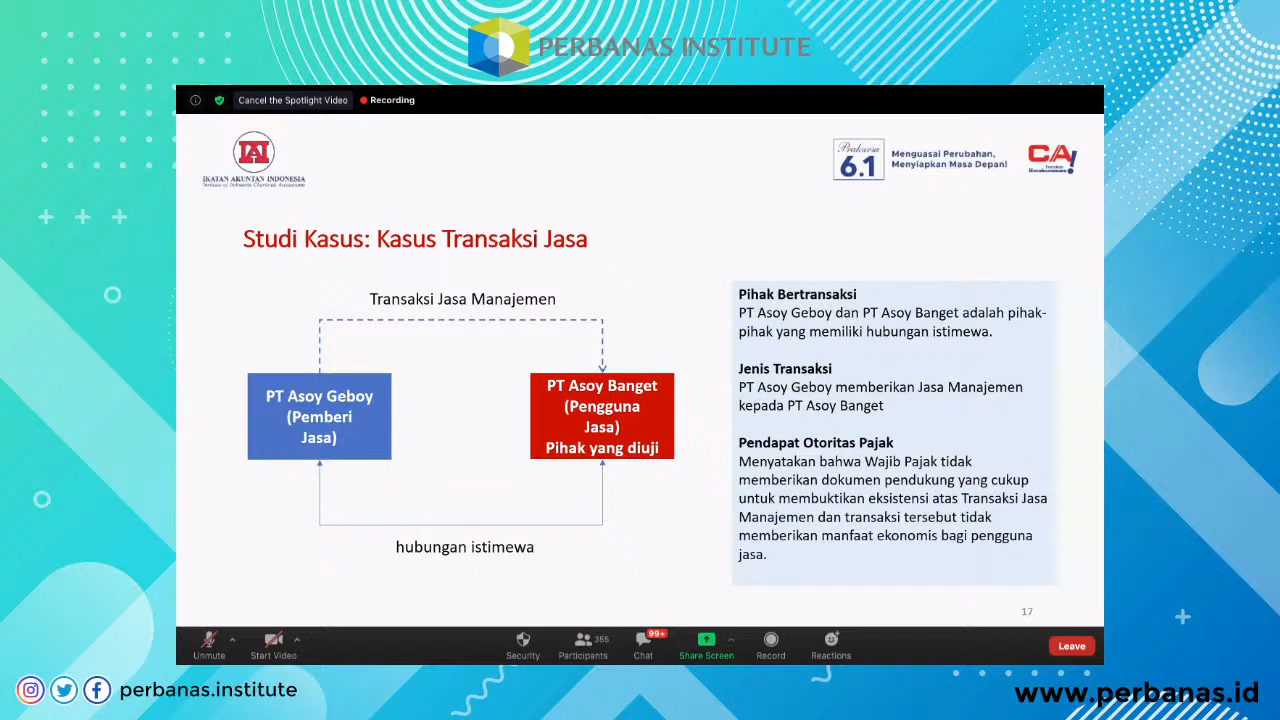 PERBANAS INSTITUTE
Cancel the Spotlight Video
Recording
IAI
IKATAN AKUNTAN INDONESIA
Institute of Indonesia Chartered Accountants
Prakarsa
6.1
Menguasai Perubahan,
Menyiapkan Masa Depan!
CA
Studi Kasus: Kasus Transaksi Jasa
Transaksi Jasa Manajemen
PT Asoy Geboy
(Pemberi
Jasa)
PT Asoy Banget
(Pengguna
Jasa)
Pihak yang diuji
hubungan istimewa
Pihak Bertransaksi
PT Asoy Geboy dan PT Asoy Banget adalah pihak-
pihak yang memiliki hubungan istimewa.
Jenis Transaksi
PT Asoy Geboy memberikan Jasa Manajemen
kepada PT Asoy Banget
Pendapat Otoritas Pajak
Menyatakan bahwa Wajib Pajak tidak
memberikan dokumen pendukung yang cukup
untuk membuktikan eksistensi atas Transaksi Jasa
Manajemen dan transaksi tersebut tidak
memberikan manfaat ekonomis bagi pengguna
jasa.
17
Unmute
Start Video
Security
355
Participants
99+
Chat
Share Screen
Record
Reactions
Leave
perbanas.institute
www.perbanas.id